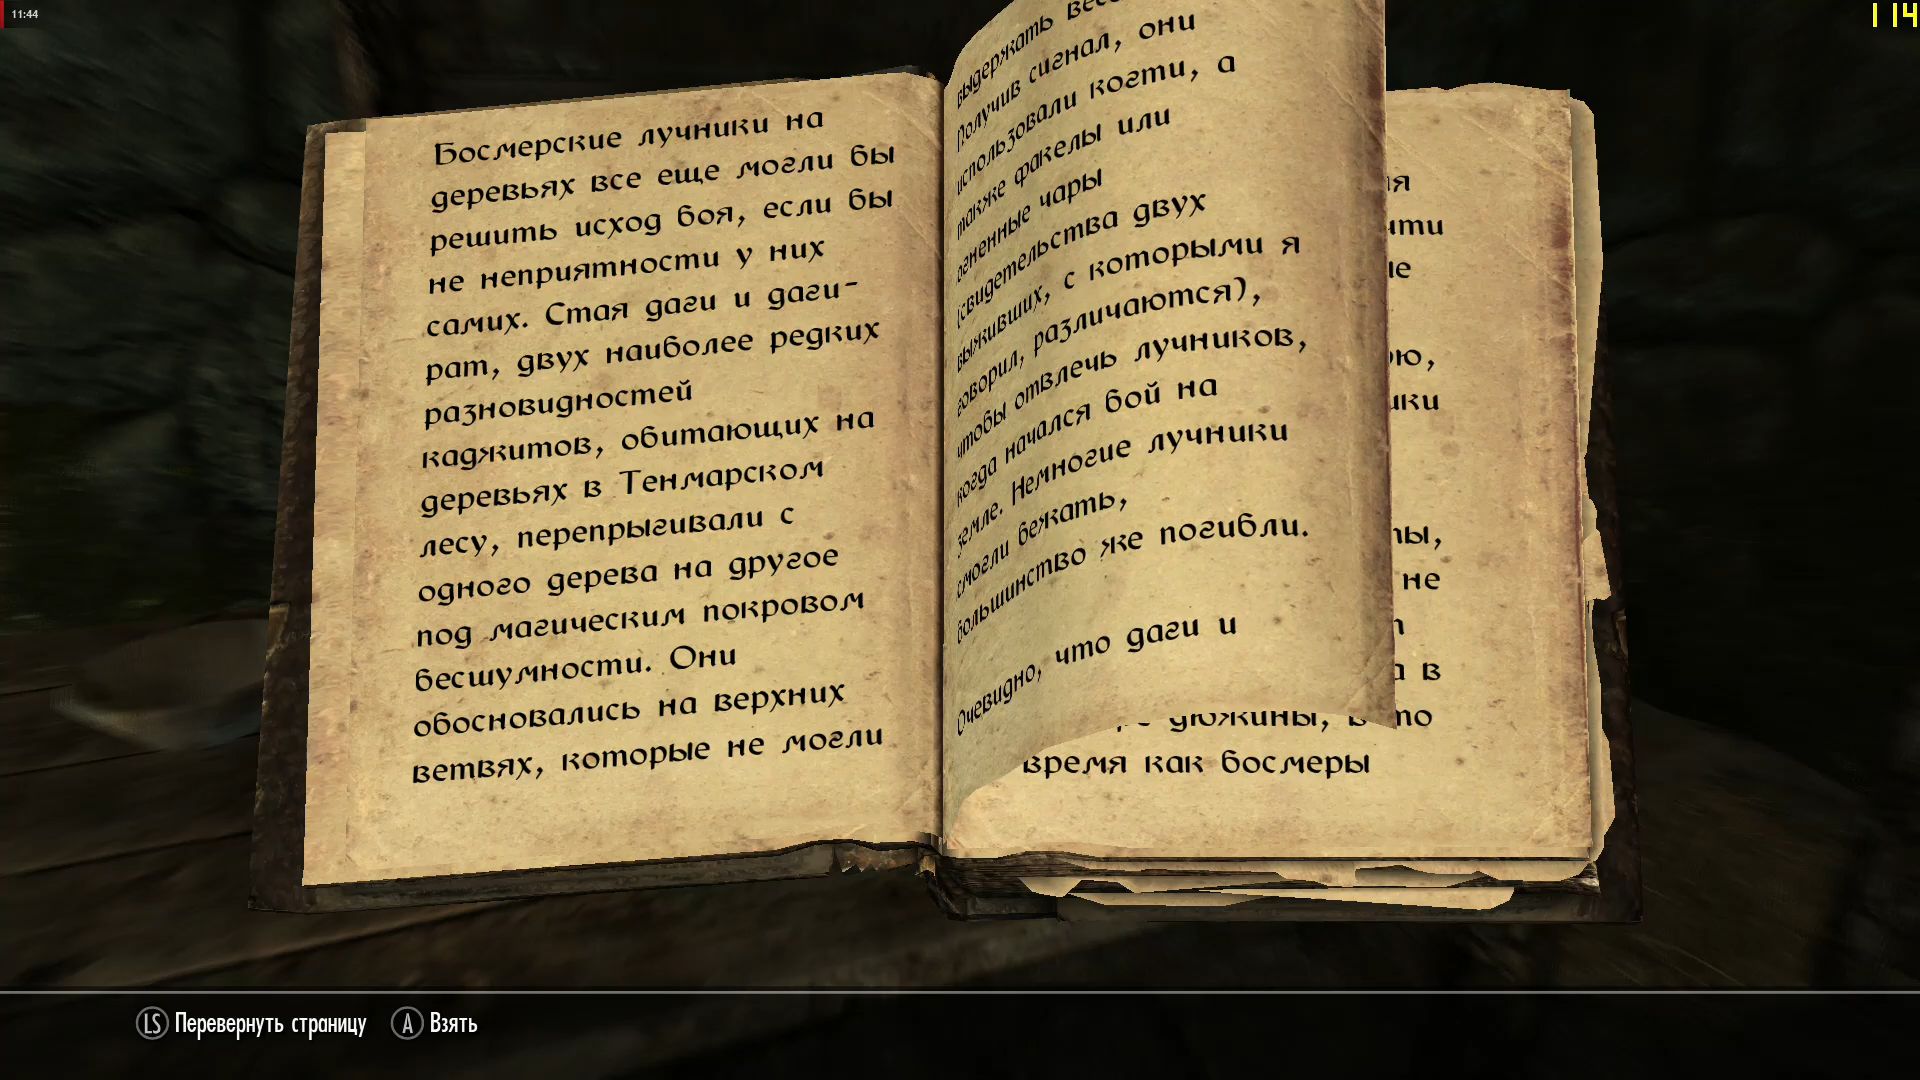 11:44
114
Босмерские лучники на
деревьях все еще могли бы
решить исход боя, если бы
не неприятности у них
самих. Стая даги и даги-
рат, двух наиболее редких
разновидностей
каджитов, обитающих на
деревьях в Тенмарском
лесу, перепрыгивали с
одного дерева на другое
под магическим покровом
бесшумности. Они
обосновались на верхних
ветвях, которые не могли
выдержать
Получив сигнал, они
использовали когти, а
также факелы или
огненные чары
(свидетельства двух
выживших, с которыми я
говорил, различаются),
чтобы отвлечь лучников,
когда начался бой на
земле. Немногие лучники
смогли бежать,
большинство же погибли.
Очевидно, что даги и
не
в
дюжины, в то
время как босмеры
LS Перевернуть страницу A Взять